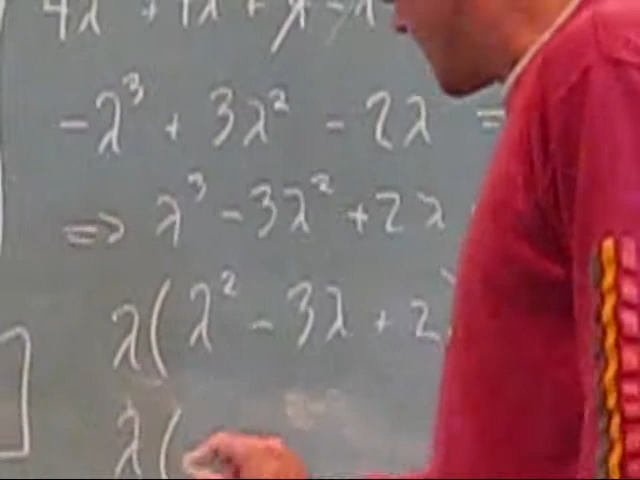 -λ³ + 3λ² - 2λ =
=> λ³ - 3λ² + 2λ
λ(λ² - 3λ + 2)
λ(